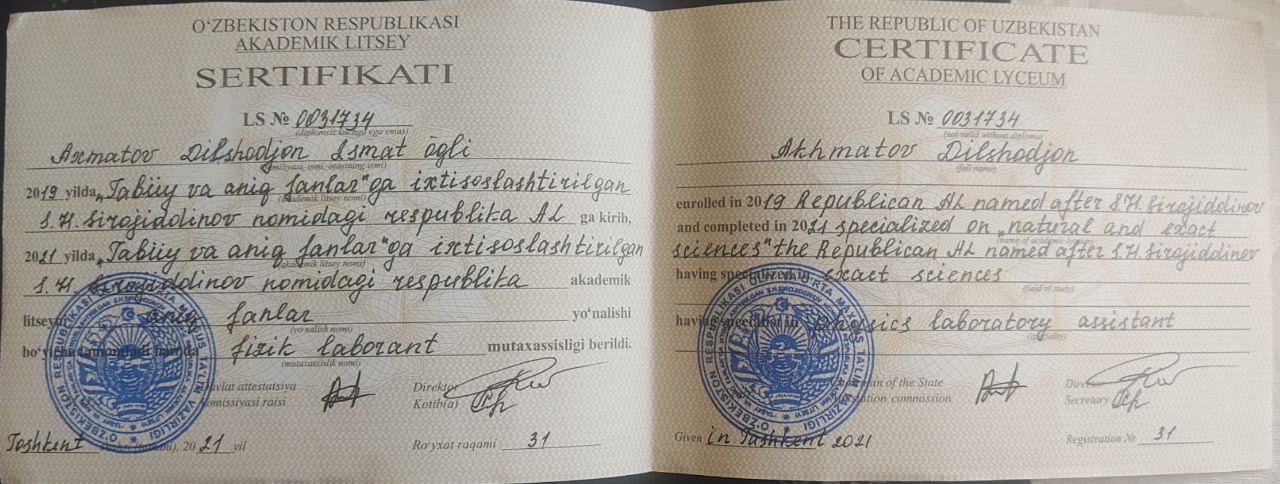 O‘ZBEKISTON RESPUBLIKASI
AKADEMIK LITSEY
SERTIFIKATI
LS № 0031734
(diplomsiz kuchga ega emas)
Axmatov Dilshodjon Ismat o‘gli
(familiyasi, ismi, otasining ismi)
2019 yilda „Tabiiy va aniq fanlar"ga ixtisoslashtirilgan
(akademik litsey nomi)
S.H. Sirojiddinov nomidagi respublika AL ga kirib,
2021 yilda „Tabiiy va aniq fanlar"ga ixtisoslashtirilgan
(akademik litsey nomi)
S.H. Sirojiddinov nomidagi respublika akademik
litseyni aniq fanlar yo‘nalishi
(yo‘nalish nomi)
bo‘yicha tamomladi hamda fizik laborant mutaxassisligi berildi.
(mutaxassislik nomi)
Davlat attestatsiya
komissiyasi raisi
Direktor
Kotib(a)
Toshkent shahri (tumani), 2021 yil
Ro‘yxat raqami 31
THE REPUBLIC OF UZBEKISTAN
CERTIFICATE
OF ACADEMIC LYCEUM
LS № 0031734
(not valid without diploma)
Akhmatov Dilshodjon
(full name)
enrolled in 2019 Republican AL named after S.H. Sirojiddinov
and completed in 2021 specialized on „natural and exact
(name of academic lyceum)
sciences" the Republican AL named after S.H. Sirojiddinov
having specialized in exact sciences
(field of study)
having specialist in physics laboratory assistant
(speciality)
Chairman of the State
Attestation commission
Director
Secretary
Given in Tashkent 2021
Registration № 31